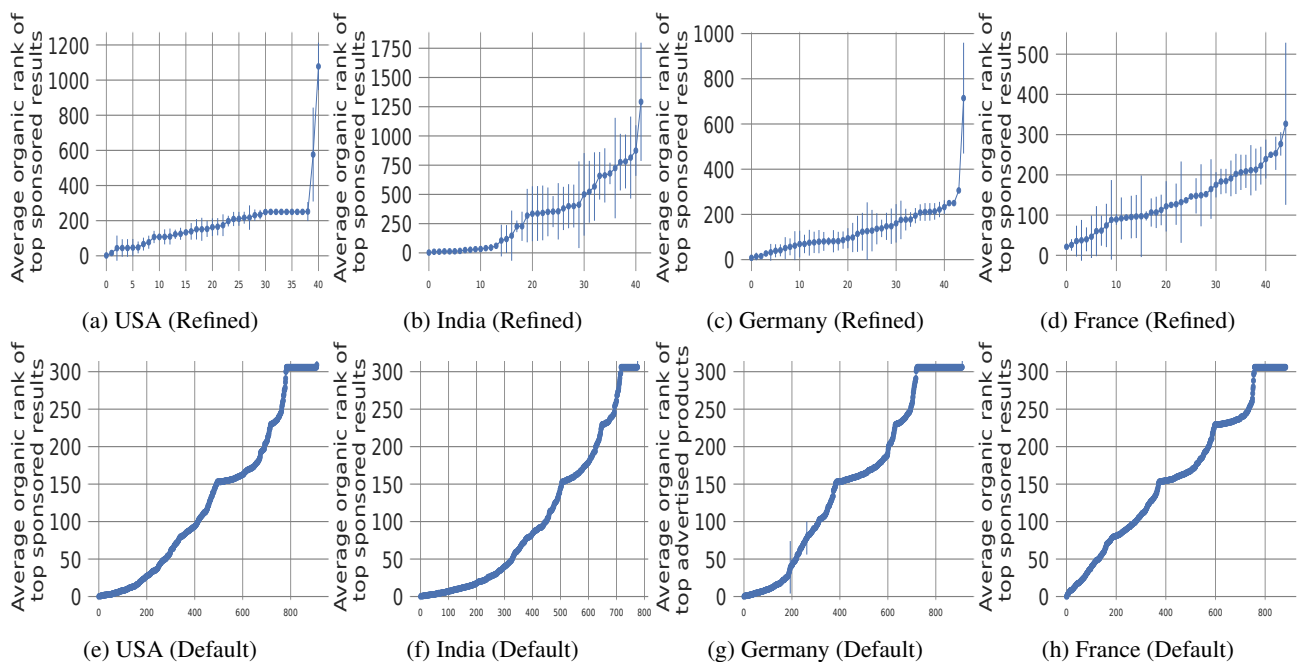 Average organic rank of
top sponsored results
1200
1000
800
600
400
200
0
0 5 10 15 20 25 30 35 40
(a) USA (Refined)
Average organic rank of
top sponsored results
1750
1500
1250
1000
750
500
250
0
0 10 20 30 40
(b) India (Refined)
Average organic rank of
top sponsored results
1000
800
600
400
200
0
0 10 20 30 40
(c) Germany (Refined)
Average organic rank of
top sponsored results
500
400
300
200
100
0
0 10 20 30 40
(d) France (Refined)
Average organic rank of
top sponsored results
300
250
200
150
100
50
0
0 200 400 600 800
(e) USA (Default)
Average organic rank of
top sponsored results
300
250
200
150
100
50
0
0 100 200 300 400 500 600 700 800
(f) India (Default)
Average organic rank of
top advertised products
300
250
200
150
100
50
0
0 200 400 600 800
(g) Germany (Default)
Average organic rank of
top sponsored results
300
250
200
150
100
50
0
0 200 400 600 800
(h) France (Default)